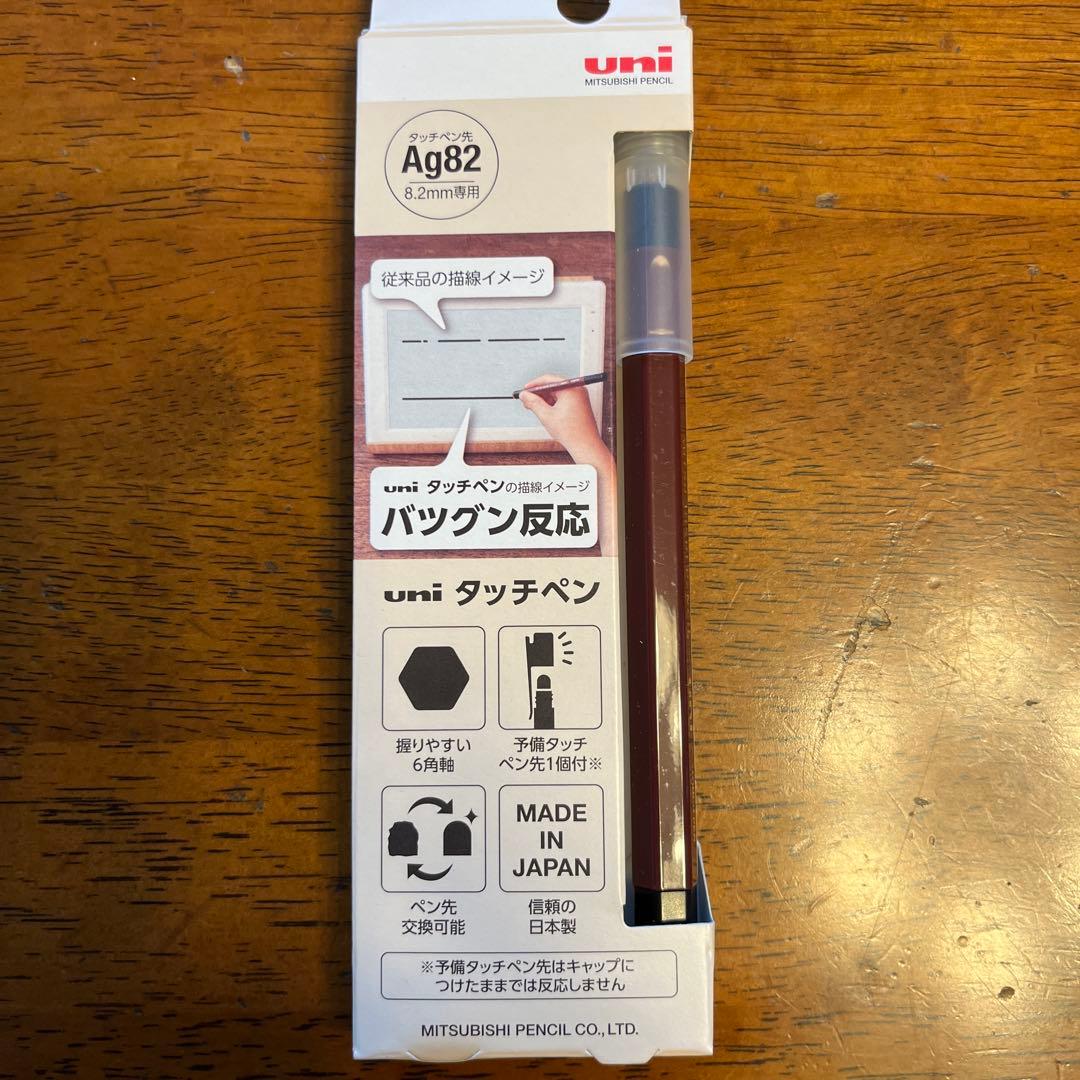 uni
MITSUBISHI PENCIL
タッチペン先
Ag82
8.2mm専用
従来品の描線イメージ
uni タッチペンの描線イメージ
バツグン反応
uni タッチペン
握りやすい
6角軸
予備タッチ
ペン先1個付※
MADE
IN
JAPAN
ペン先
交換可能
信頼の
日本製
※予備タッチペン先はキャップに
つけたままでは反応しません
MITSUBISHI PENCIL CO., LTD.